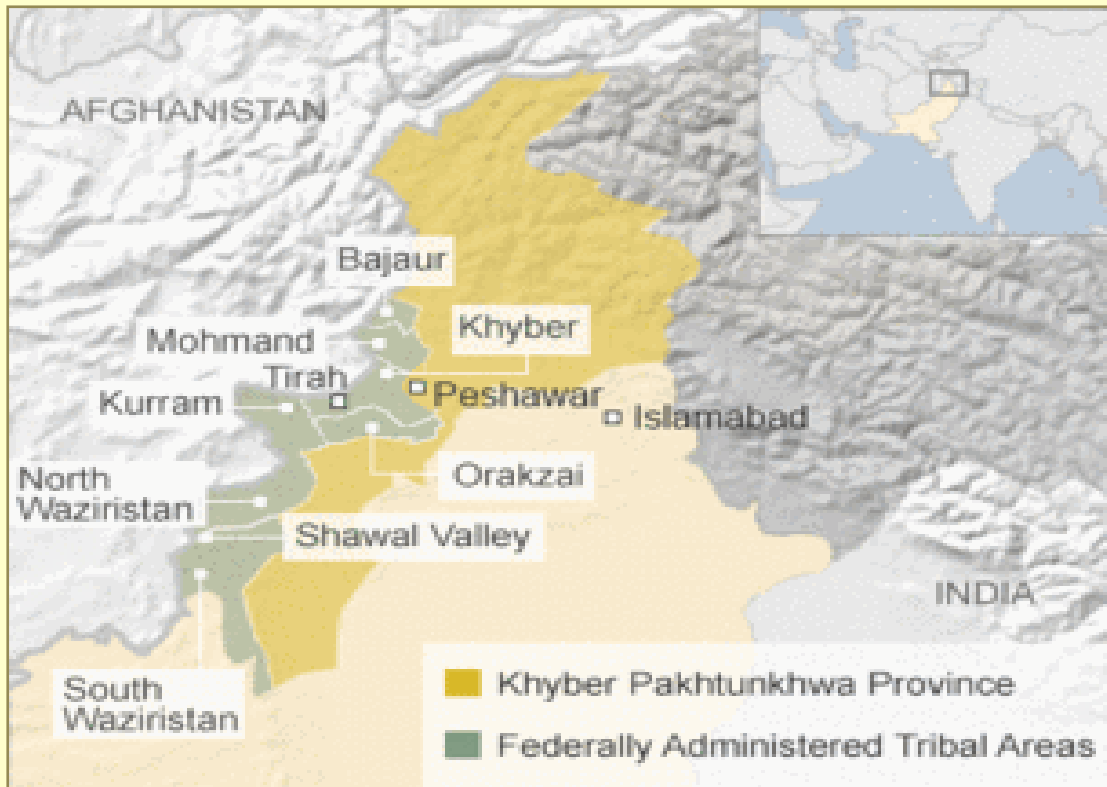 AFGHANISTAN
Bajaur
Khyber
Mohmand
Tirah
Peshawar
Kurram
Islamabad
Orakzai
North
Waziristan
Shawal Valley
INDIA
South
Waziristan
Khyber Pakhtunkhwa Province
Federally Administered Tribal Areas